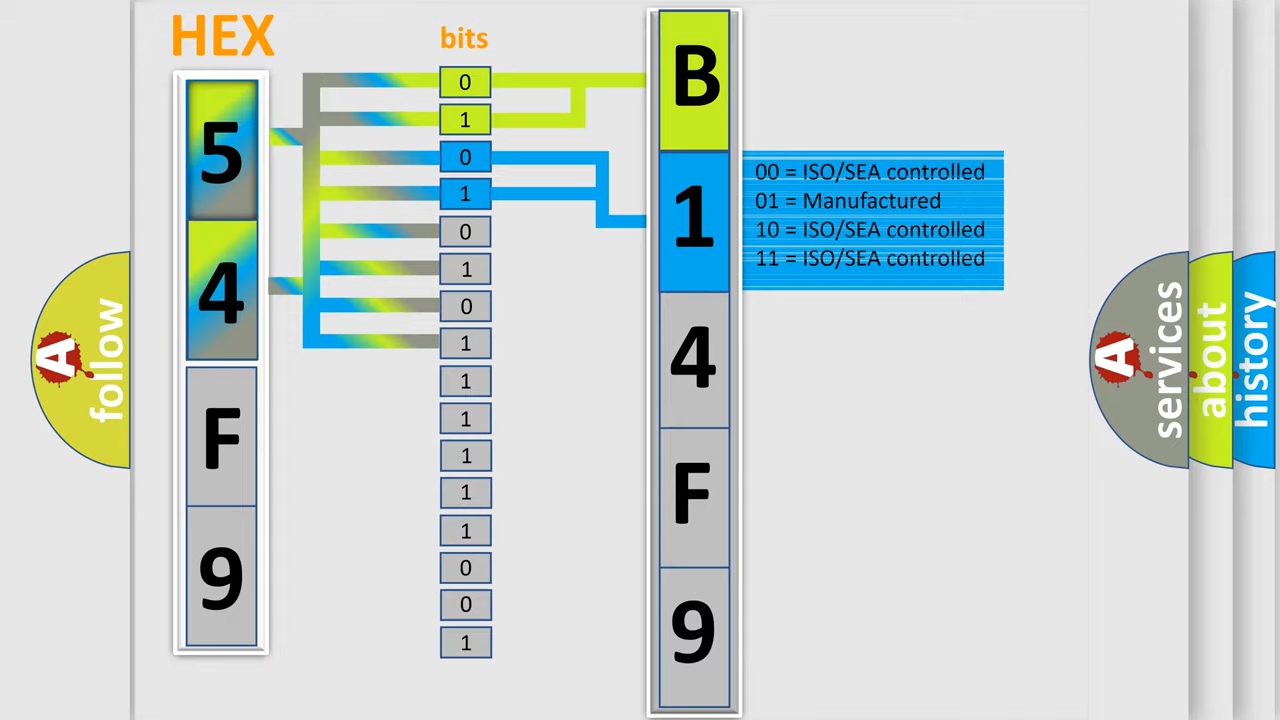 HEX
bits
5
4
F
9
0
1
0
1
0
1
0
1
1
1
1
1
1
0
0
1
B
1
4
F
9
00 = ISO/SEA controlled
01 = Manufactured
10 = ISO/SEA controlled
11 = ISO/SEA controlled
A
follow
A
services
about
history